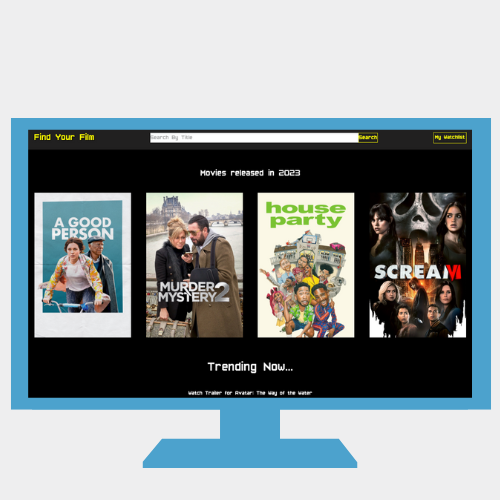 Find Your Film
Search By Title
Search
My Watchlist
Movies released in 2023
A GOOD
PERSON
MURDER
MYSTERY 2
house
party
SCREAM VI
Trending Now...
Watch Trailer for Avatar: The Way of the Water